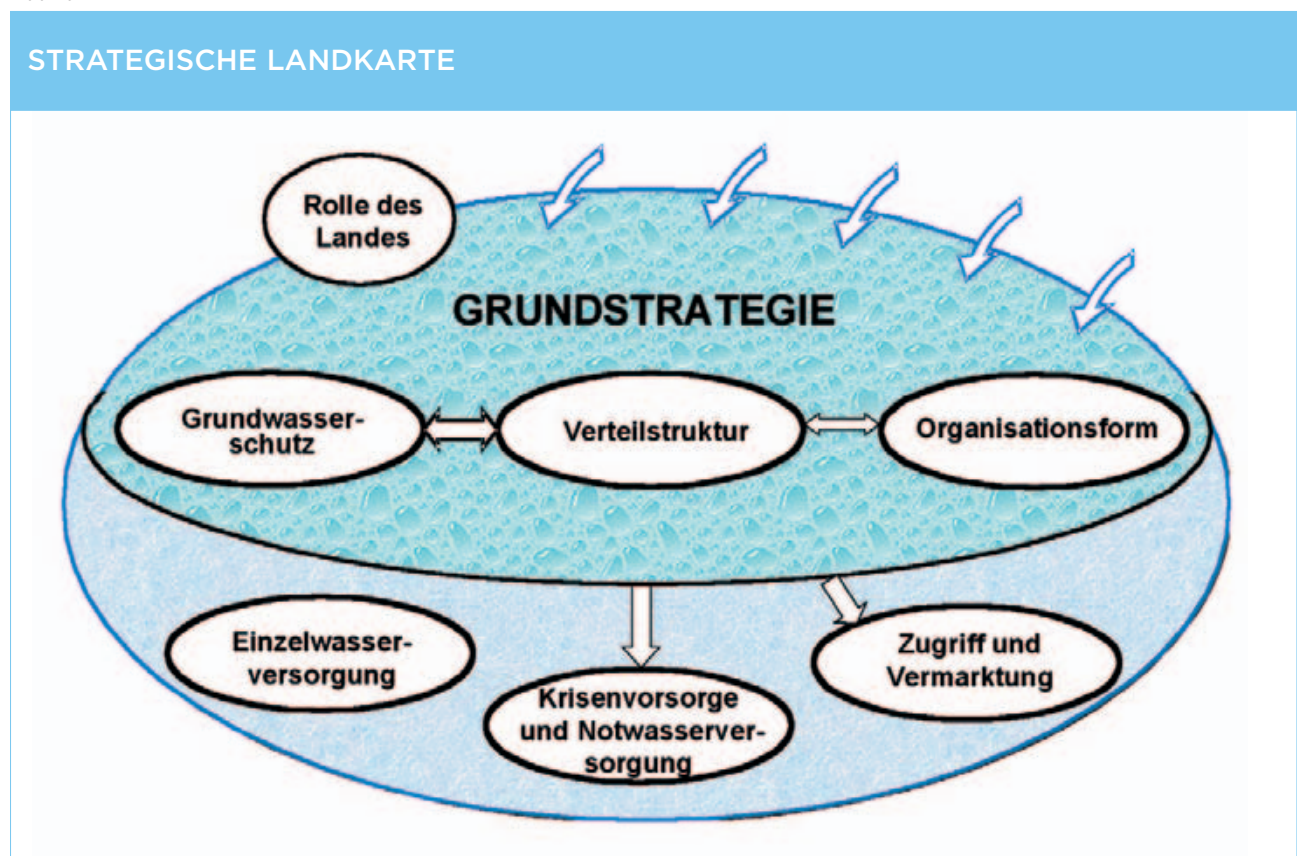 STRATEGISCHE LANDKARTE
Rolle des
Landes
GRUNDSTRATEGIE
Grundwasser-
schutz
Verteilstruktur
Organisationsform
Einzelwasser-
versorgung
Krisenvorsorge
und Notwasserver-
sorgung
Zugriff und
Vermarktung